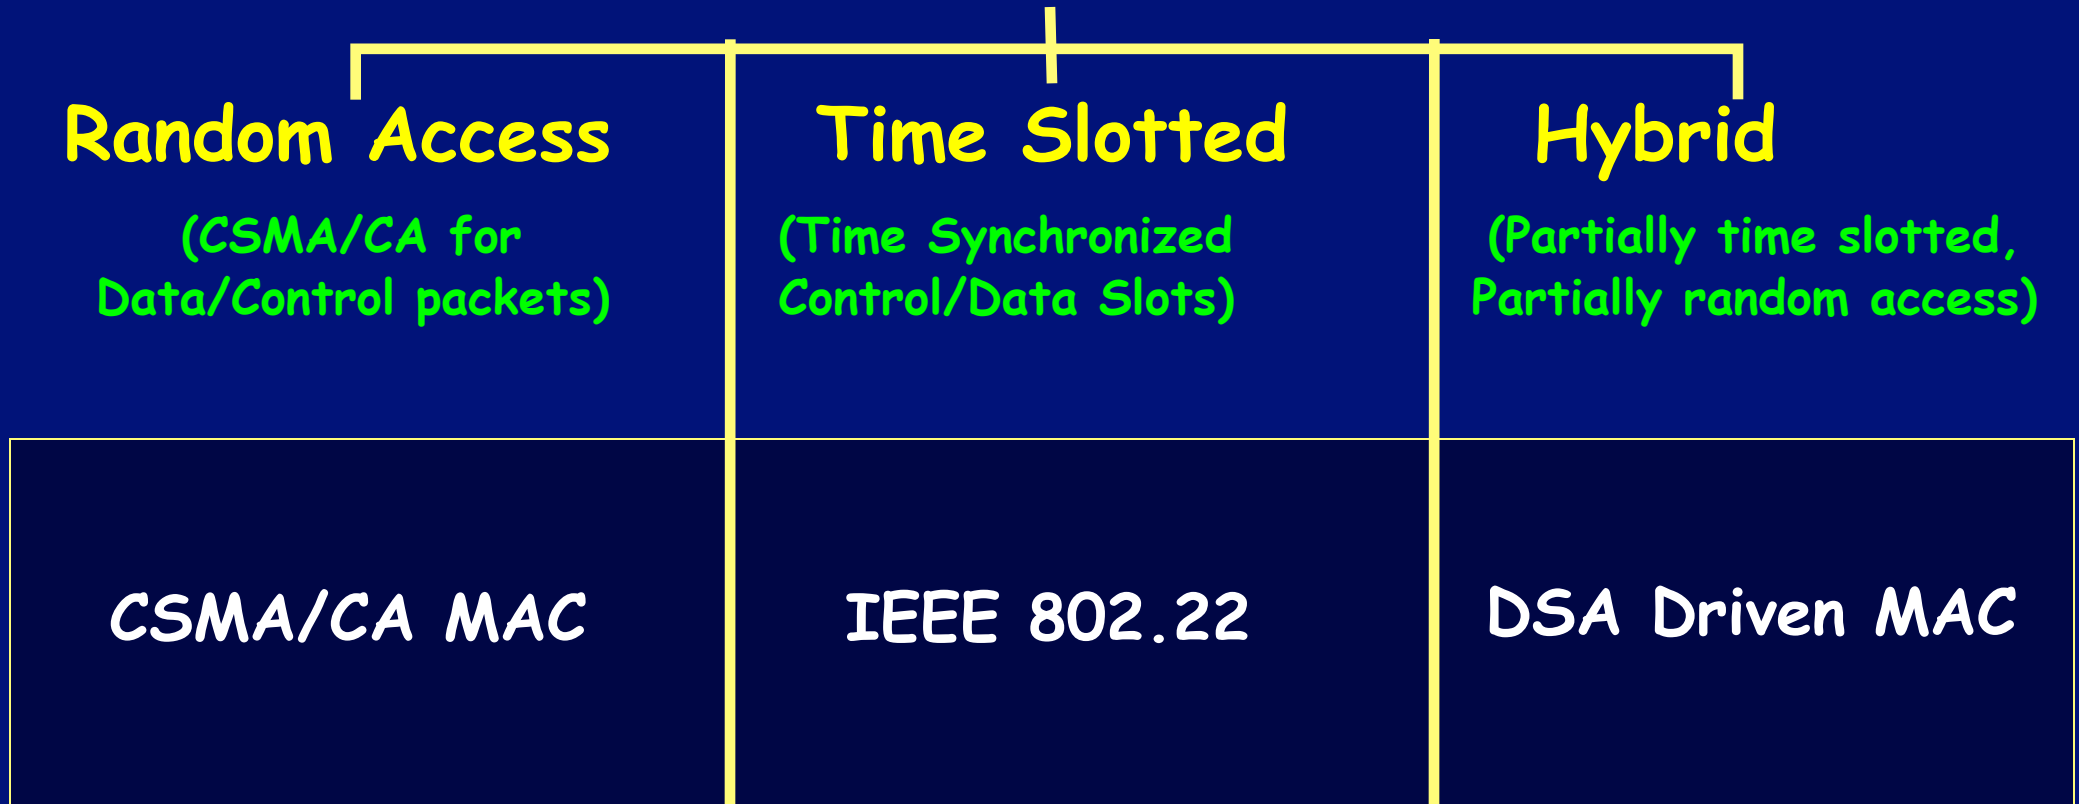 Random Access
(CSMA/CA for
Data/Control packets)
Time Slotted
(Time Synchronized
Control/Data Slots)
Hybrid
(Partially time slotted,
Partially random access)
CSMA/CA MAC
IEEE 802.22
DSA Driven MAC